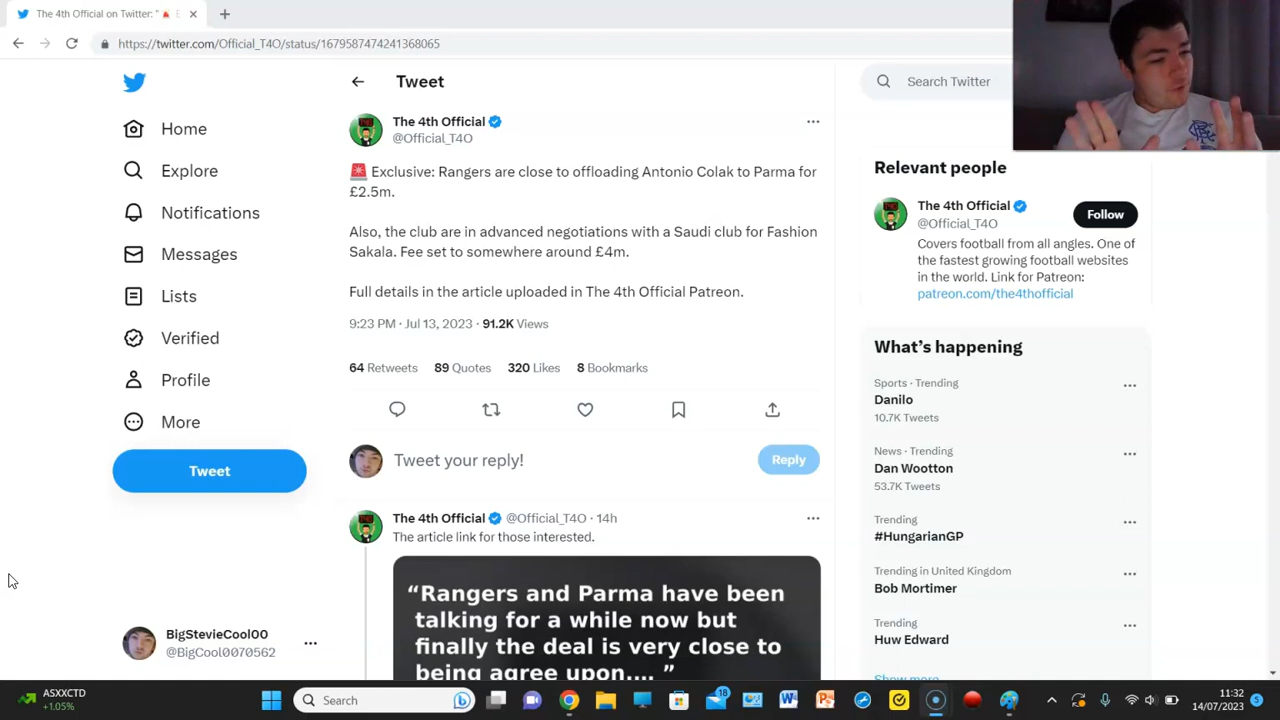 The 4th Official on Twitter: "
https://twitter.com/Official_T4O/status/1679587474241368065
Tweet
Search Twitter
Home
Explore
Notifications
Messages
Lists
Verified
Profile
More
Tweet
BigStevieCool00
@BigCool0070562
The 4th Official
@Official_T4O
🚨 Exclusive: Rangers are close to offloading Antonio Colak to Parma for
£2.5m.
Also, the club are in advanced negotiations with a Saudi club for Fashion
Sakala. Fee set to somewhere around £4m.
Full details in the article uploaded in The 4th Official Patreon.
9:23 PM · Jul 13, 2023 · 91.2K Views
64 Retweets 89 Quotes 320 Likes 8 Bookmarks
Tweet your reply!
Reply
The 4th Official @Official_T4O · 14h
The article link for those interested.
“Rangers and Parma have been
talking for a while now but
finally the deal is very close to
being agree upon.... ”
Relevant people
The 4th Official
@Official_T4O
Follow
Covers football from all angles. One of
the fastest growing football websites
in the world. Link for Patreon:
patreon.com/the4thofficial
What’s happening
Sports · Trending
Danilo
10.7K Tweets
News · Trending
Dan Wootton
53.7K Tweets
Trending
#HungarianGP
Trending in United Kingdom
Bob Mortimer
Trending
Huw Edward
Show more
ASXXCTD
+1.05%
Search
18
11:32
14/07/2023